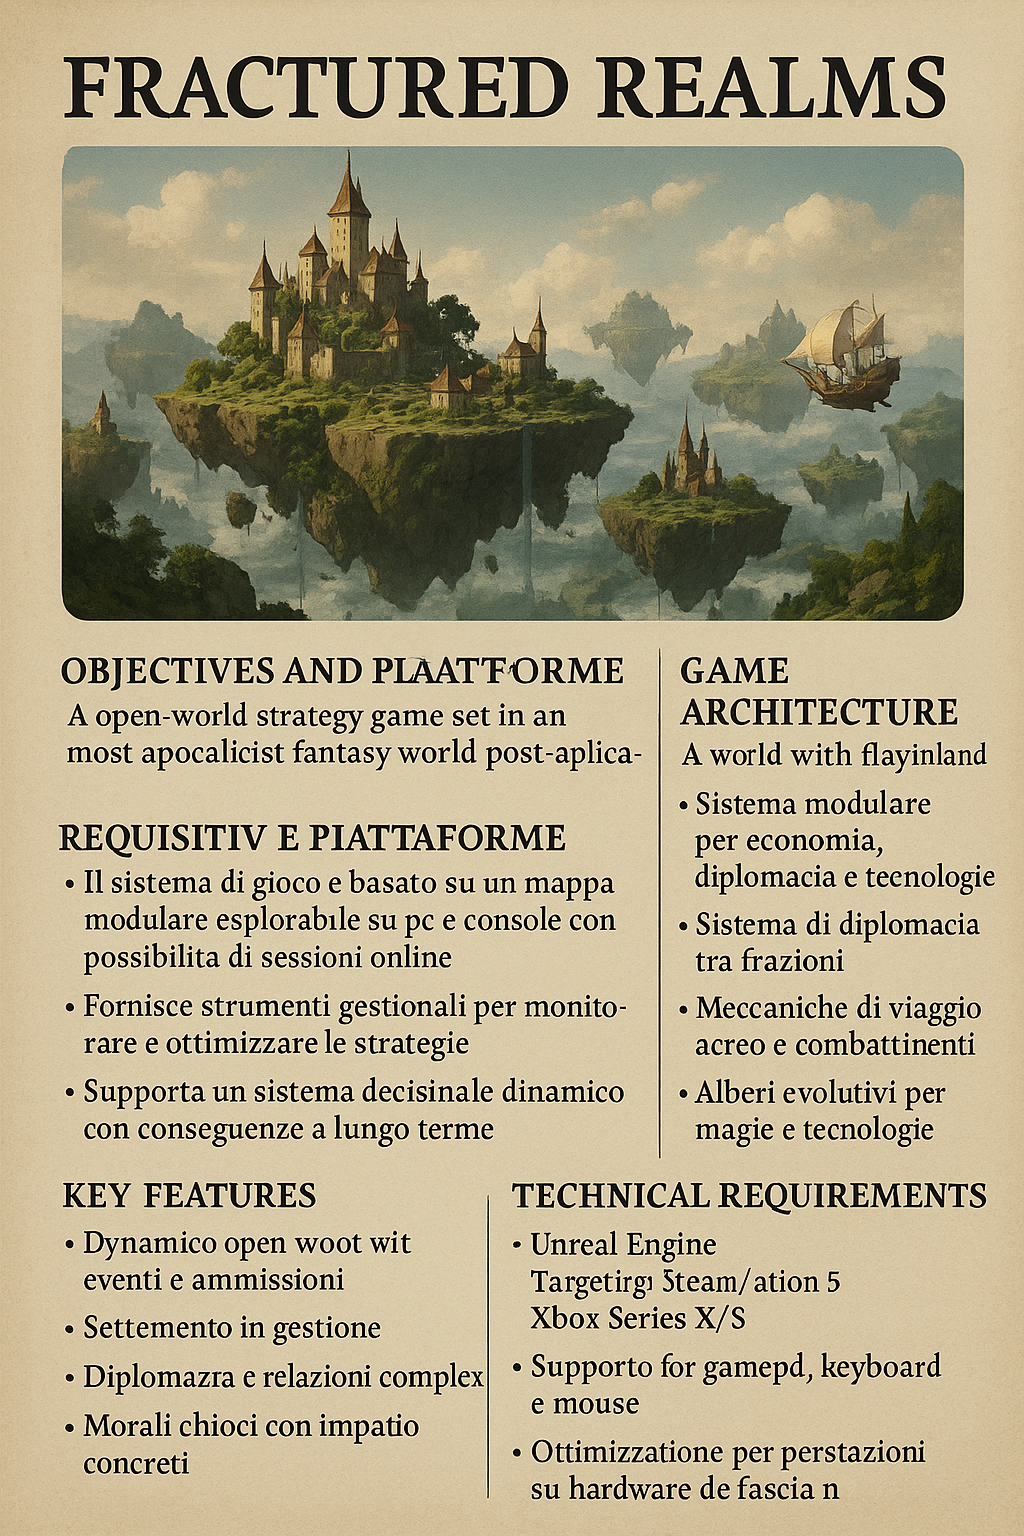 FRACTURED REALMS
OBJECTIVES AND PLAATTFORME
A open-world strategy game set in an
most apocalicist fantasy world post-aplica-
REQUISITIV E PIATTAFORME
• Il sistema di gioco e basato su un mappa
modulare esplorabıle su pc e console con
possibilita di sessioni online
• Fornisce strumenti gestionali per monito-
rare e ottimizzare le strategie
• Supporta un sistema decisinale dinamico
con conseguenze a lungo terme
GAME
ARCHITECTURE
A world with flayinland
• Sistema modulare
per economia,
diplomacia e teenologie
• Sistema di diplomacia
tra frazioni
• Meccaniche di viaggio
acreo e combattinenti
• Alberi evolutivi per
magie e tecnologie
KEY FEATURES
• Dynamico open woot wit
eventi e ammissioni
• Settemento in gestione
• Diplomazra e relazioni complex
• Morali chioci con impatio
concreti
TECHNICAL REQUIREMENTS
• Unreal Engine
Targeting: Steam/ation 5
Xbox Series X/S
• Supporto for gamepd, keyboard
e mouse
• Ottimizzatione per perstazioni
su hardware de fascia n